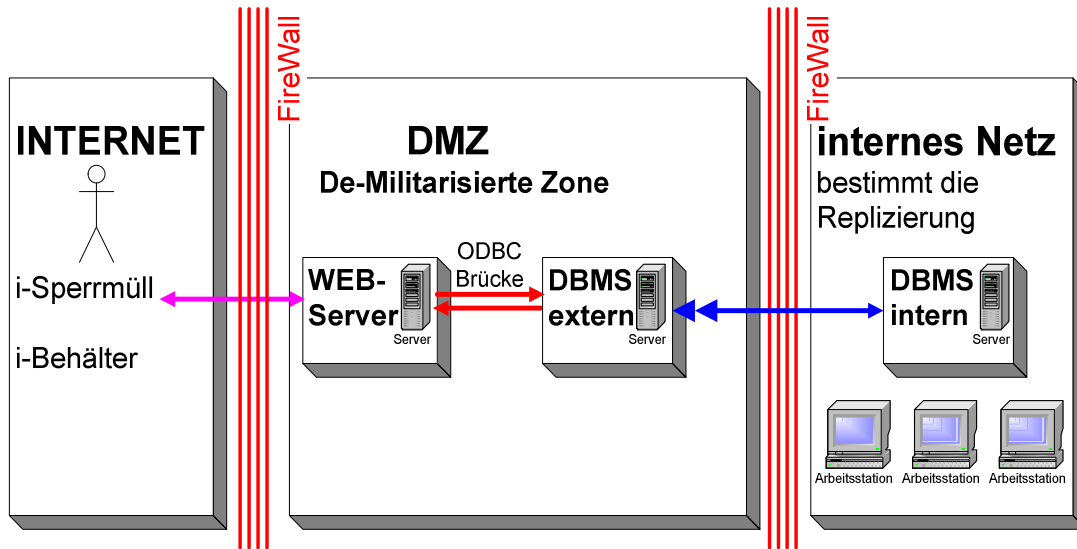 INTERNET
i-Sperrmüll
i-Behälter
FireWall
DMZ
De-Militarisierte Zone
WEB-
Server
Server
ODBC
Brücke
DBMS
extern
Server
FireWall
internes Netz
bestimmt die
Replizierung
DBMS
intern
Server
Arbeitsstation
Arbeitsstation
Arbeitsstation